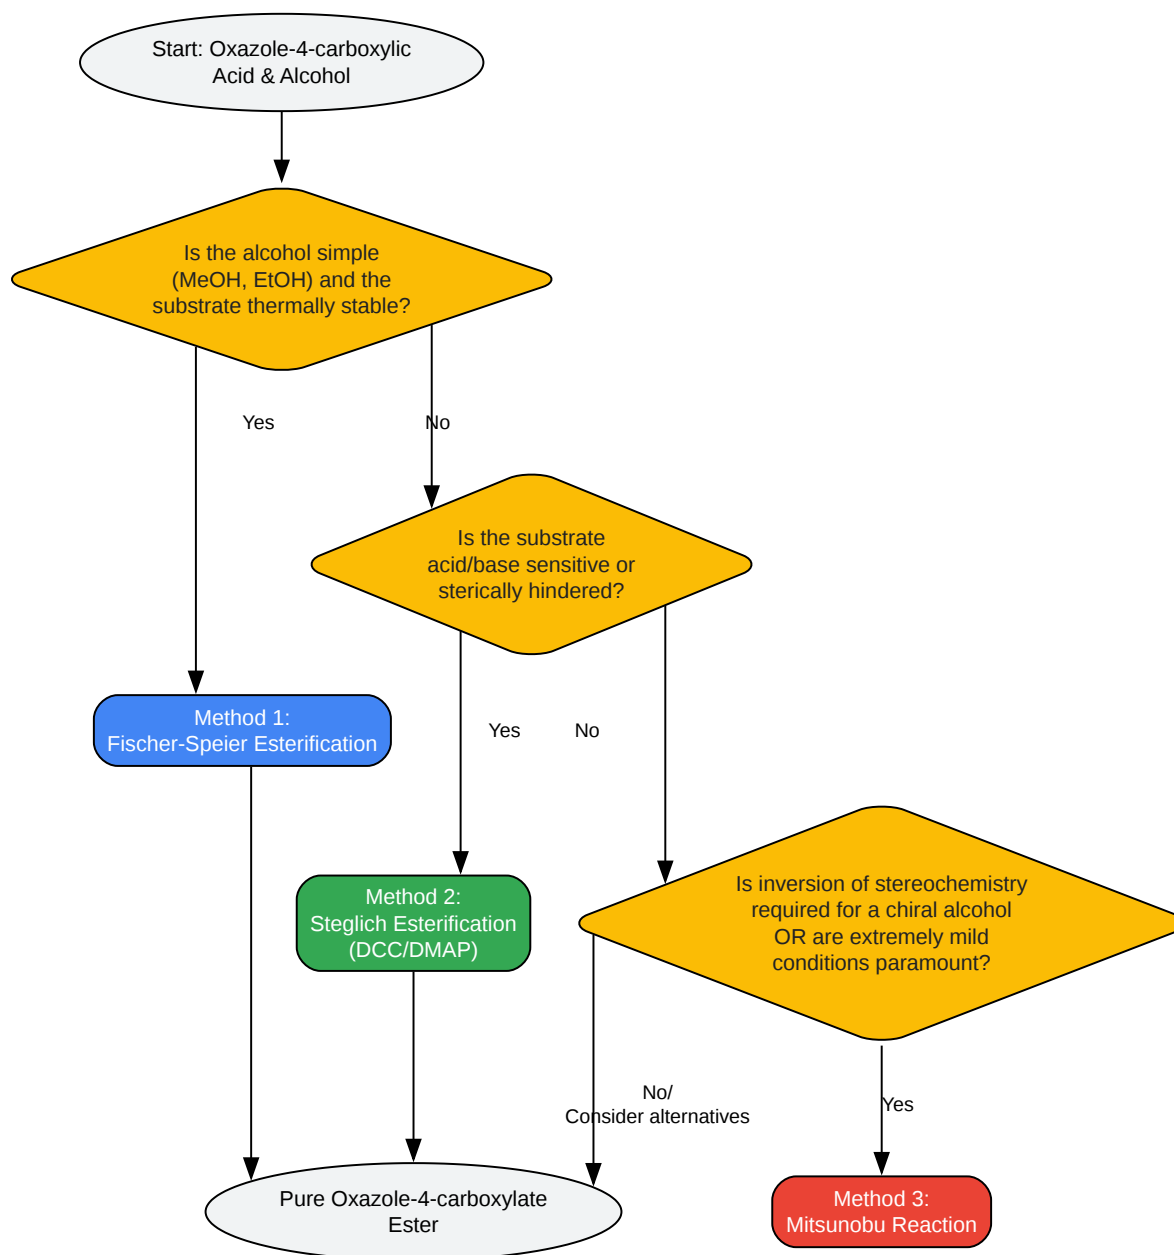 Start: Oxazole-4-carboxylic
Acid & Alcohol
Is the alcohol simple
(MeOH, EtOH) and the
substrate thermally stable?
Yes
No
Is the substrate
acid/base sensitive or
sterically hindered?
Method 1:
Fischer-Speier Esterification
Yes
No
Method 2:
Steglich Esterification
(DCC/DMAP)
Is inversion of stereochemistry
required for a chiral alcohol
OR are extremely mild
conditions paramount?
No/
Consider alternatives
Yes
Pure Oxazole-4-carboxylate
Ester
Method 3:
Mitsunobu Reaction